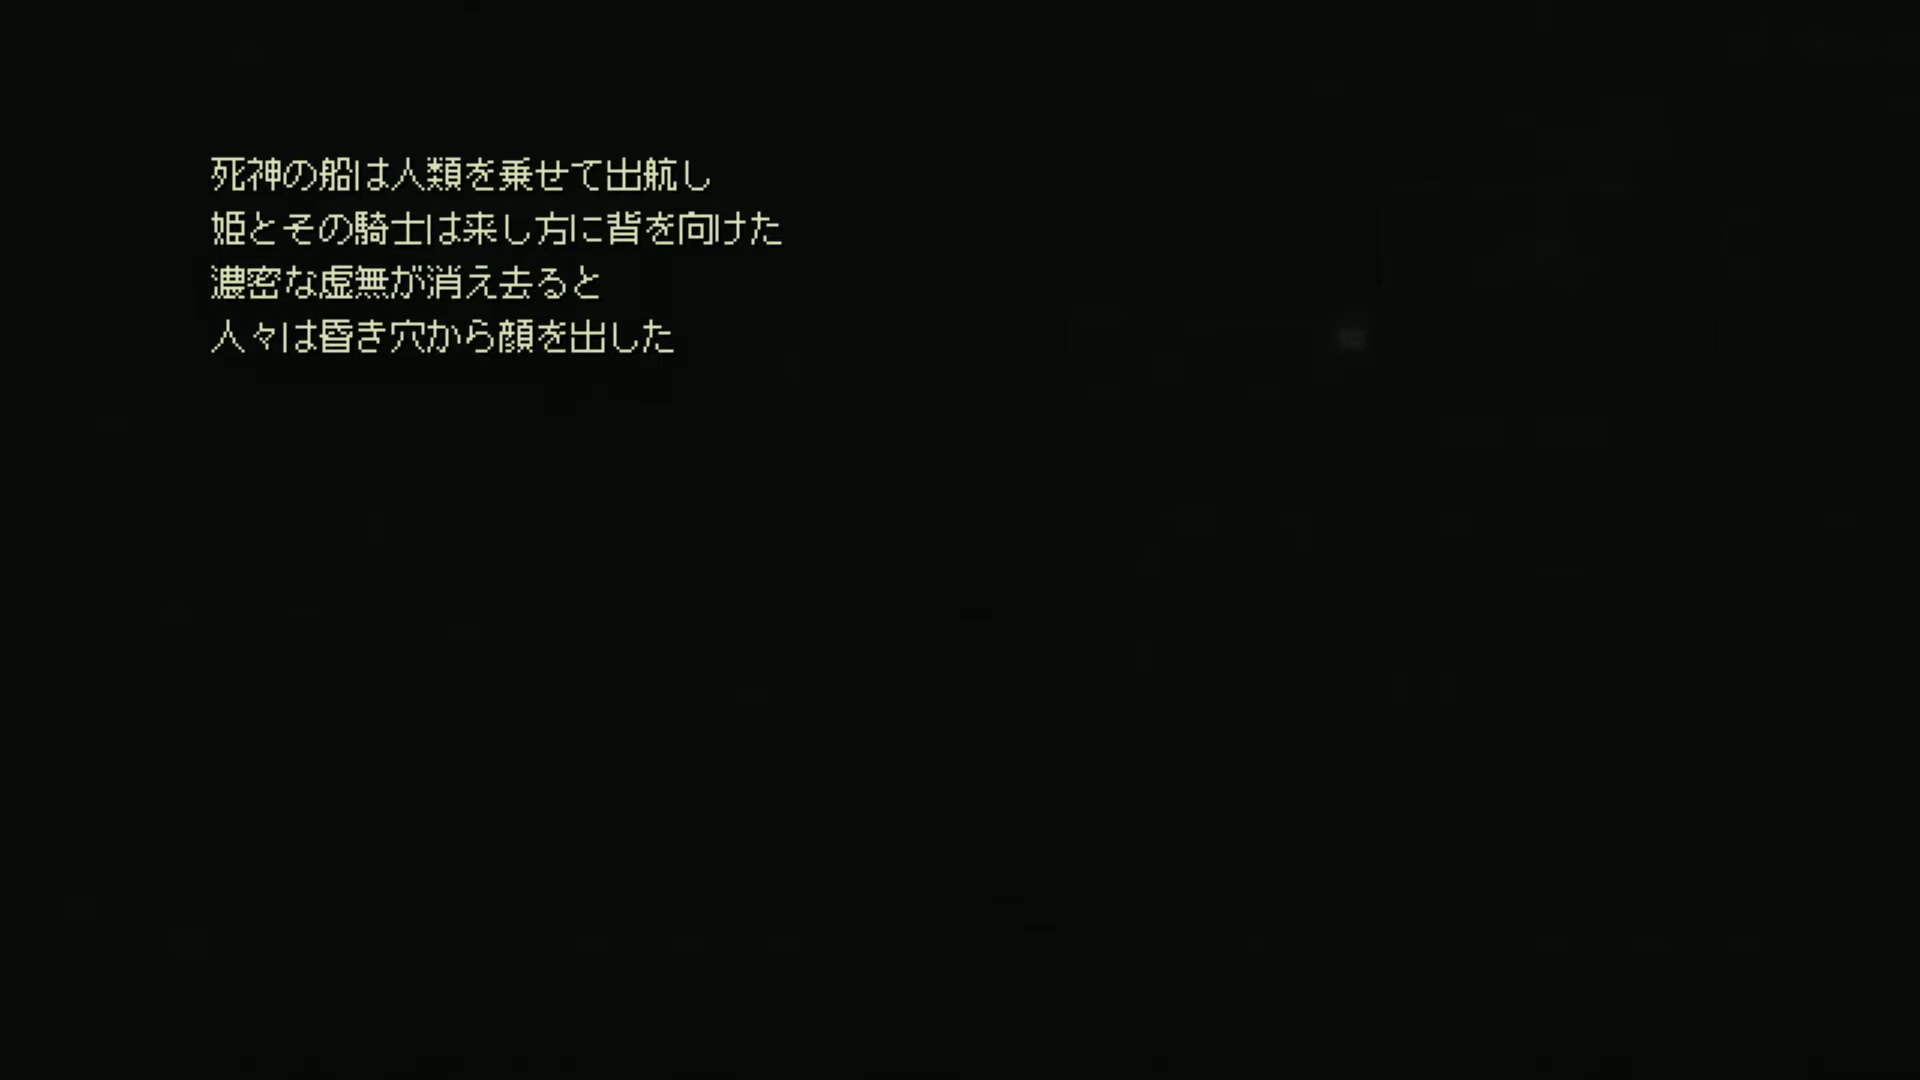 死神の船は人類を乗せて出航し
姫とその騎士は来し方に背を向けた
濃密な虚無が消え去ると
人々は昏き穴から顔を出した